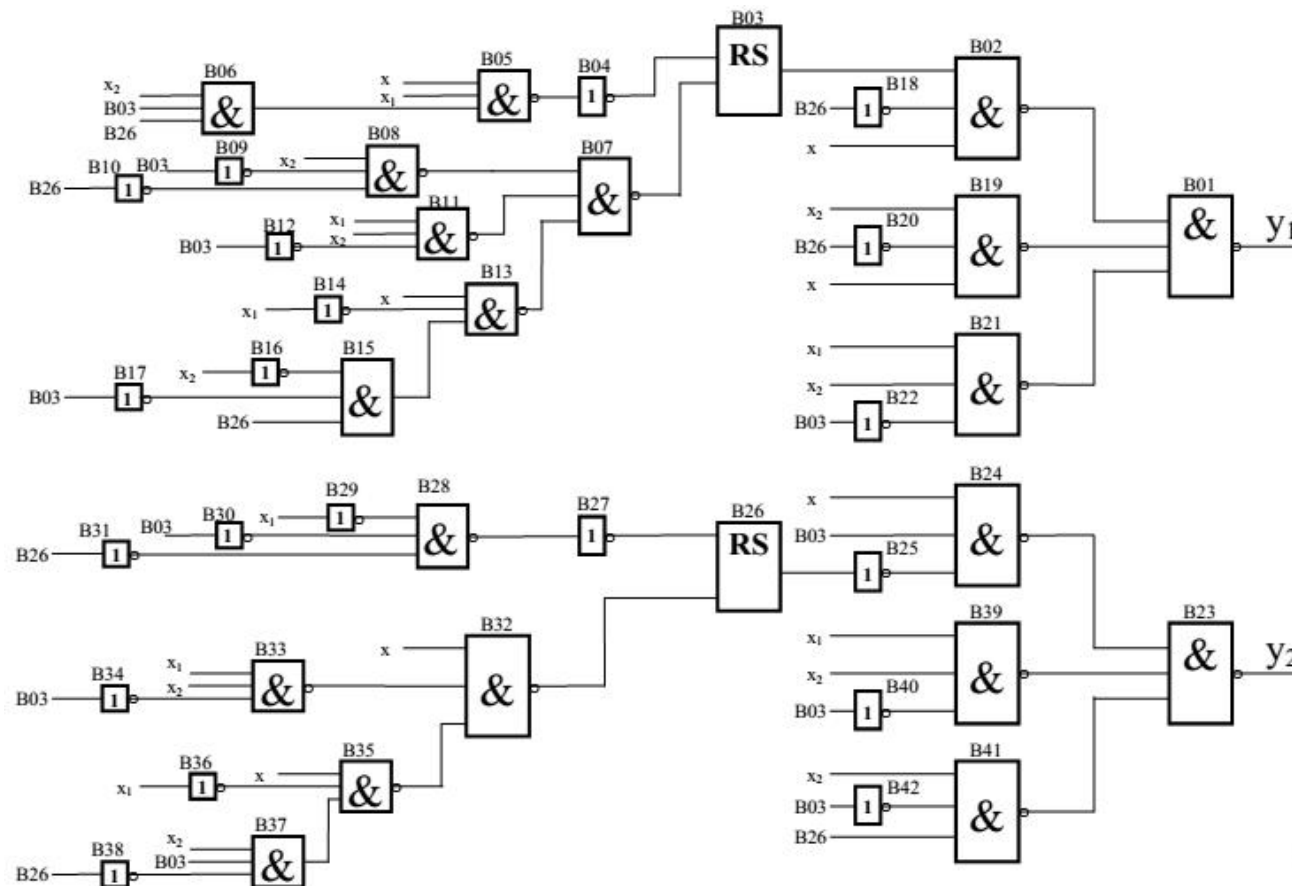 B03
RS
B06
x₂
B03
B26
&
B05
x
x₁
&
B04
1
B02
B18
B26
1
x
&
B10
B26
1
B03
B09
1
x₂
B08
&
B07
&
B12
B03
1
x₁
x₂
B11
&
B19
x₂
B20
B26
1
x
&
B01
&
y₁
B14
x₁
1
x
B13
&
B17
B03
1
x₂
B16
1
B26
B15
&
B21
x₁
x₂
B22
B03
1
&
B31
B26
1
B03
B30
1
x₁
B29
1
B28
&
B27
1
B26
RS
B24
x
B03
B25
1
&
B34
B03
1
x₁
x₂
B33
&
x
B32
&
B39
x₁
x₂
B40
B03
1
&
B23
&
y₂
B36
x₁
1
x
B35
&
B38
B26
1
x₂
B03
B37
&
B41
x₂
B42
B03
1
B26
&